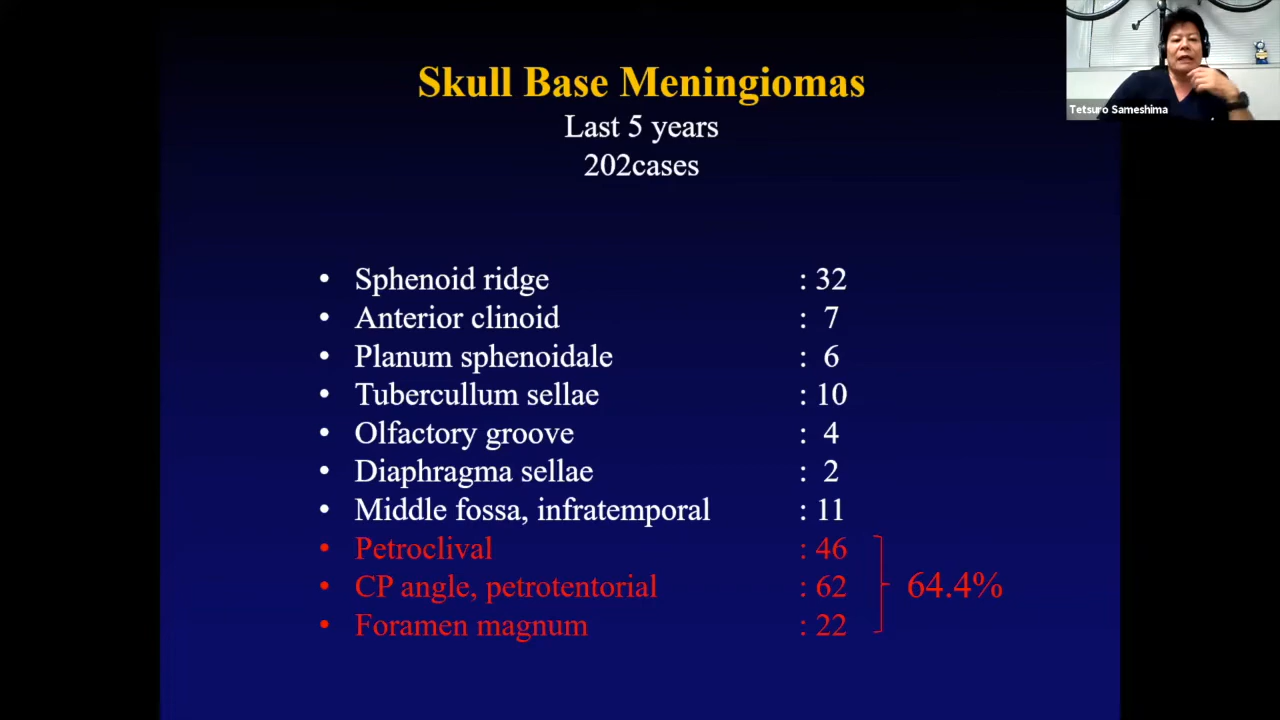 Skull Base Meningiomas
Last 5 years
202cases
Tetsuro Sameshima
• Sphenoid ridge : 32
• Anterior clinoid : 7
• Planum sphenoidale : 6
• Tubercullum sellae : 10
• Olfactory groove : 4
• Diaphragma sellae : 2
• Middle fossa, infratemporal : 11
• Petroclival : 46
• CP angle, petrotentorial : 62
64.4%
• Foramen magnum : 22